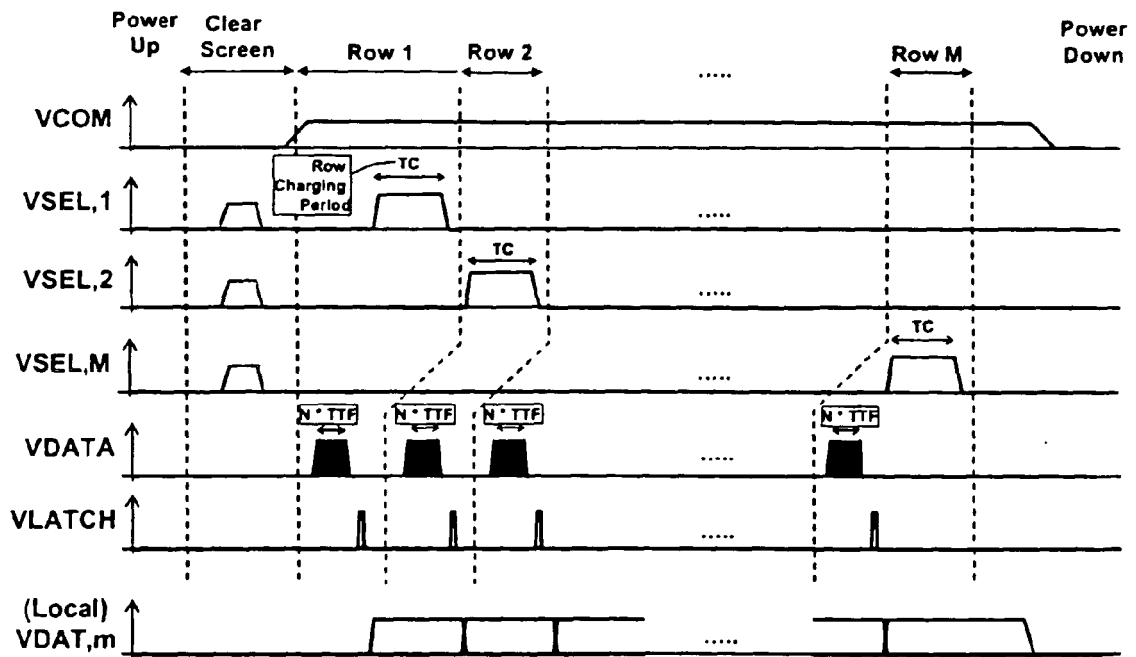 Power
Up
Clear
Screen
Row 1
Row 2
.....
Row M
Power
Down
VCOM
Row
Charging
Period
TC
VSEL,1
.....
TC
VSEL,2
.....
TC
VSEL,M
.....
N * TTF
N * TTF
N * TTF
N * TTF
VDATA
.....
VLATCH
.....
(Local)
VDAT,m
.....